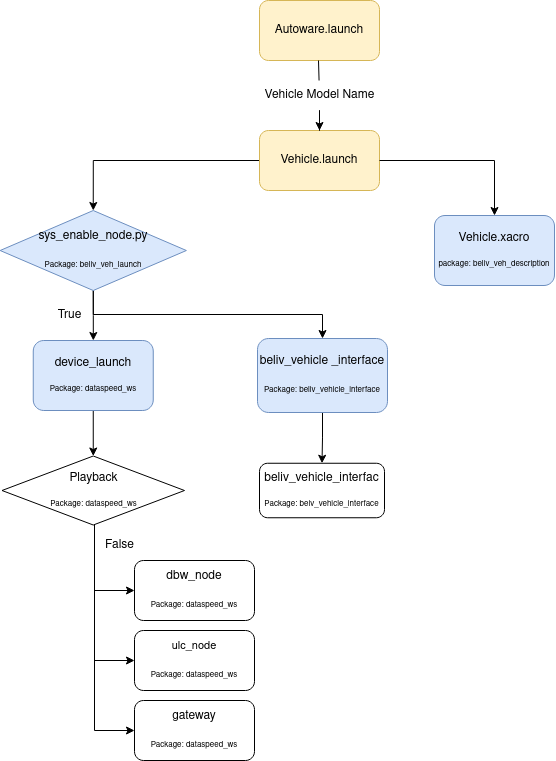 Autoware.launch
Vehicle Model Name
Vehicle.launch
sys_enable_node.py
Package: beliv_veh_launch
Vehicle.xacro
package: beliv_veh_description
True
device_launch
Package: dataspeed_ws
beliv_vehicle _interface
Package: beliv_vehicle_interface
Playback
Package: dataspeed_ws
beliv_vehicle_interfac
Package: belv_vehicle_interface
False
dbw_node
Package: dataspeed_ws
ulc_node
Package: dataspeed_ws
gateway
Package: dataspeed_ws